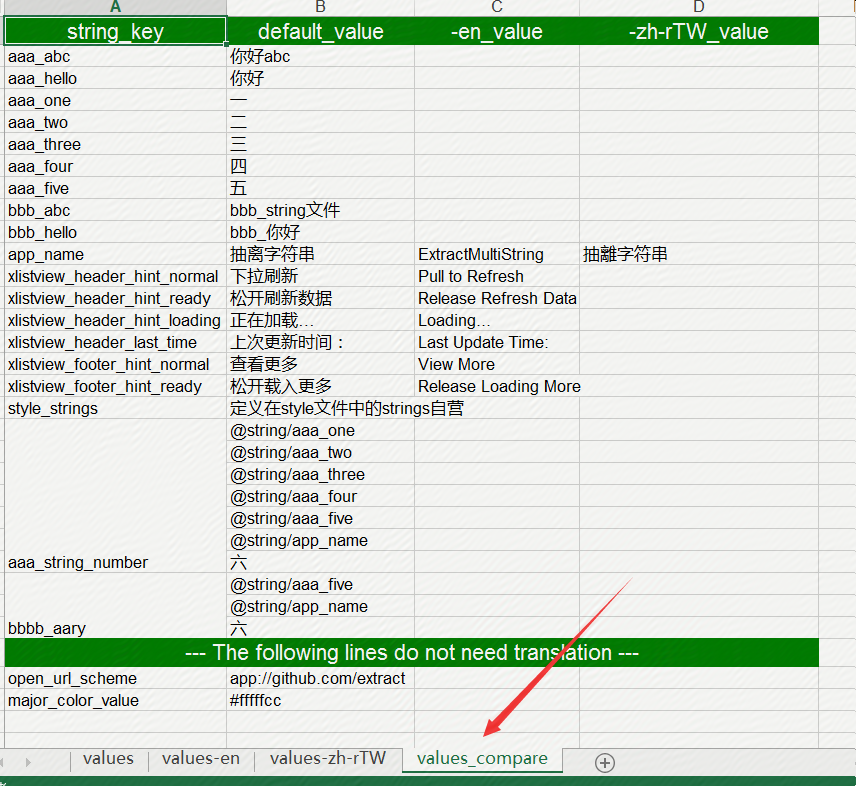 A B C D
string_key default_value -en_value -zh-rTW_value
aaa_abc 你好abc
aaa_hello 你好
aaa_one 一
aaa_two 二
aaa_three 三
aaa_four 四
aaa_five 五
bbb_abc bbb_string文件
bbb_hello bbb_你好
app_name 抽离字符串 ExtractMultiString 抽離字符串
xlistview_header_hint_normal 下拉刷新 Pull to Refresh
xlistview_header_hint_ready 松开刷新数据 Release Refresh Data
xlistview_header_hint_loading 正在加载... Loading...
xlistview_header_last_time 上次更新时间： Last Update Time:
xlistview_footer_hint_normal 查看更多 View More
xlistview_footer_hint_ready 松开载入更多 Release Loading More
style_strings 定义在style文件中的strings自营
@string/aaa_one
@string/aaa_two
@string/aaa_three
@string/aaa_four
@string/aaa_five
@string/app_name
aaa_string_number 六
@string/aaa_five
@string/app_name
bbbb_aary 六
--- The following lines do not need translation ---
open_url_scheme app://github.com/extract
major_color_value #fffffcc
values values-en values-zh-rTW values_compare